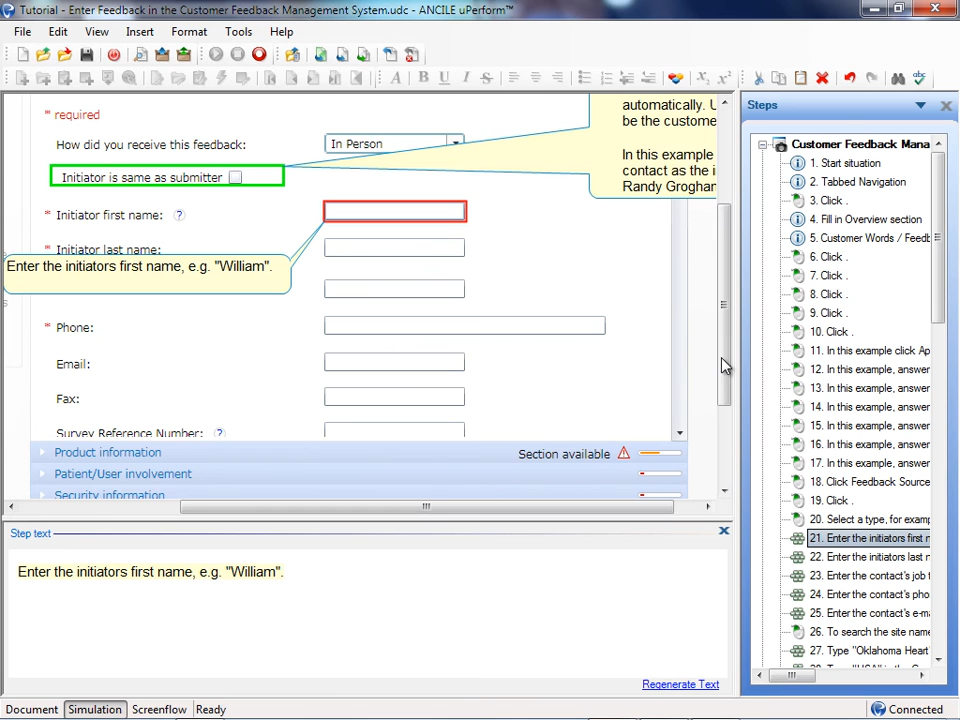 Tutorial - Enter Feedback in the Customer Feedback Management System.udc - ANCILE uPerform™
File Edit View Insert Format Tools Help
* required
How did you receive this feedback:
In Person
Initiator is same as submitter
automatically. U
be the custome
In this example
contact as the i
Randy Groghan
* Initiator first name: ?
* Initiator last name:
Enter the initiators first name, e.g. "William".
* Phone:
Email:
Fax:
Survey Reference Number: ?
Product information
Section available
Patient/User involvement
Security information
Step text
Enter the initiators first name, e.g. "William".
Regenerate Text
Steps
Customer Feedback Mana
1. Start situation
2. Tabbed Navigation
3. Click .
4. Fill in Overview section
5. Customer Words / Feedb
6. Click .
7. Click .
8. Click .
9. Click .
10. Click .
11. In this example click Ap
12. In this example, answer
13. In this example, answer
14. In this example, answer
15. In this example, answer
16. In this example, answer
17. In this example, answer
18. Click Feedback Source
19. Click .
20. Select a type, for examp
21. Enter the initiators first n
22. Enter the initiators last n
23. Enter the contact's job t
24. Enter the contact's pho
25. Enter the contact's e-ma
26. To search the site name
27. Type "Oklahoma Heart
Document Simulation Screenflow Ready
Connected